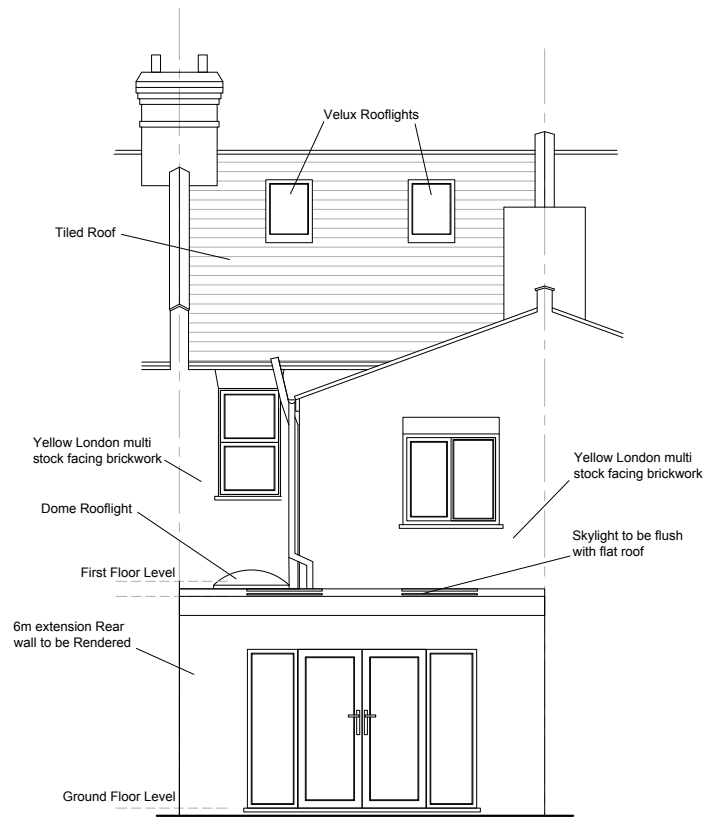 Velux Rooflights
Tiled Roof
Yellow London multi
stock facing brickwork
Yellow London multi
stock facing brickwork
Dome Rooflight
Skylight to be flush
with flat roof
First Floor Level
6m extension Rear
wall to be Rendered
Ground Floor Level